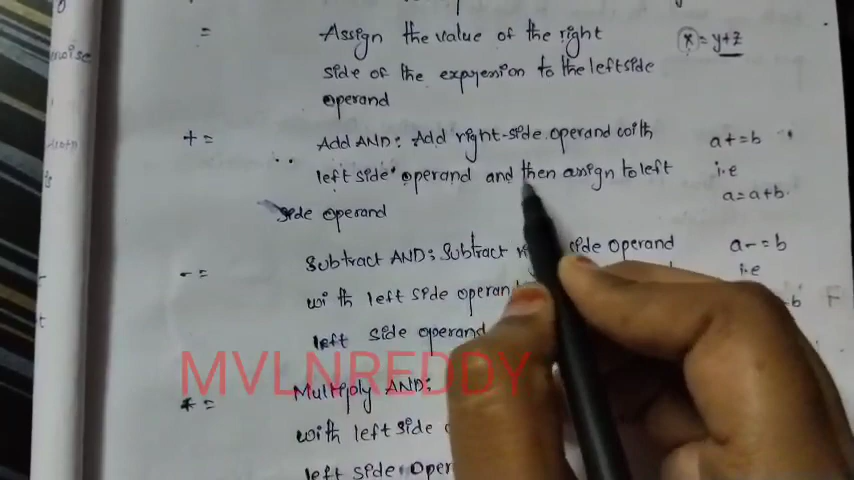 = Assign the value of the right x = y+z
side of the expression to the leftside
operand
+= Add AND: Add right-side operand with a+=b
left side operand and then assign to left i.e
side operand a=a+b.
-= Subtract AND: Subtract side operand a-=b
with left side operand i.e
left side operand b F
MVLNREDDY
*= Multiply AND:
with left side
left side oper